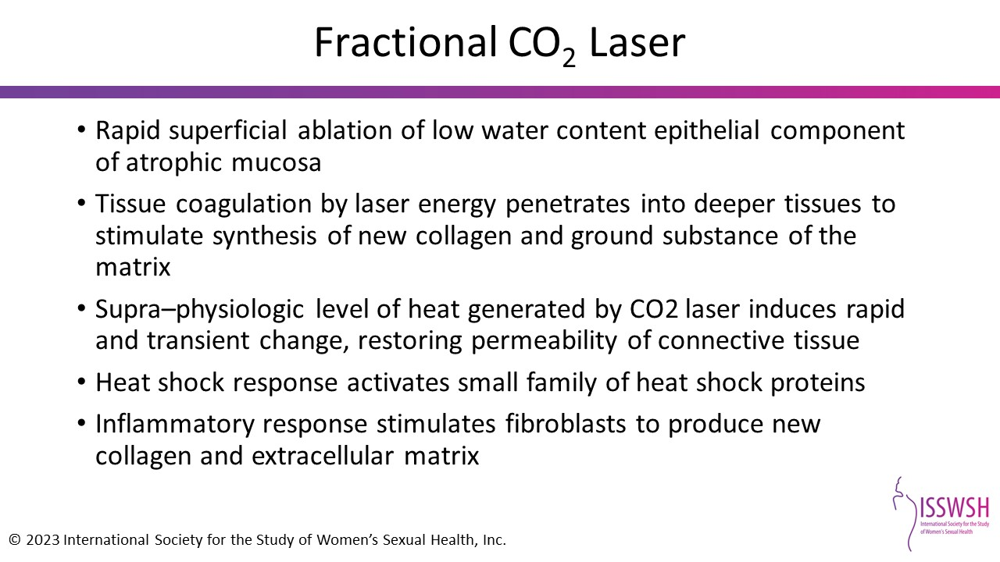 Fractional CO₂ Laser
• Rapid superficial ablation of low water content epithelial component
of atrophic mucosa
• Tissue coagulation by laser energy penetrates into deeper tissues to
stimulate synthesis of new collagen and ground substance of the
matrix
• Supra–physiologic level of heat generated by CO2 laser induces rapid
and transient change, restoring permeability of connective tissue
• Heat shock response activates small family of heat shock proteins
• Inflammatory response stimulates fibroblasts to produce new
collagen and extracellular matrix
ISSWSH
International Society for the Study
of Women's Sexual Health
© 2023 International Society for the Study of Women’s Sexual Health, Inc.